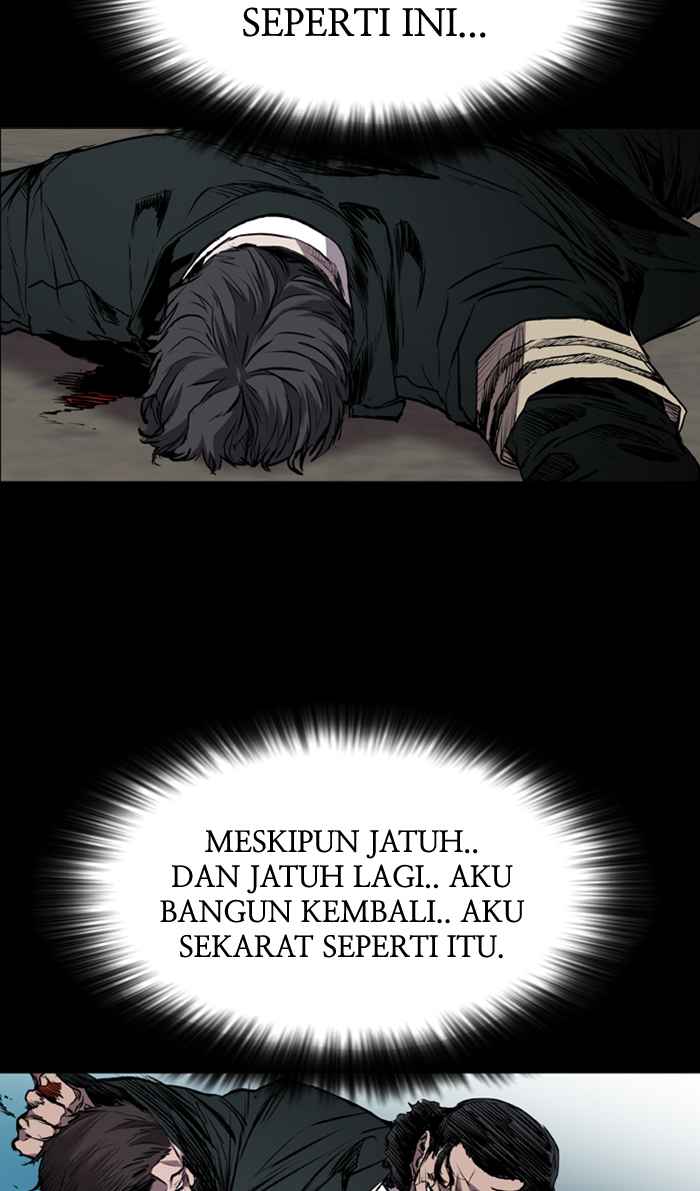 SEPERTI INI...
MESKIPUN JATUH..
DAN JATUH LAGI.. AKU
BANGUN KEMBALI.. AKU
SEKARAT SEPERTI ITU.